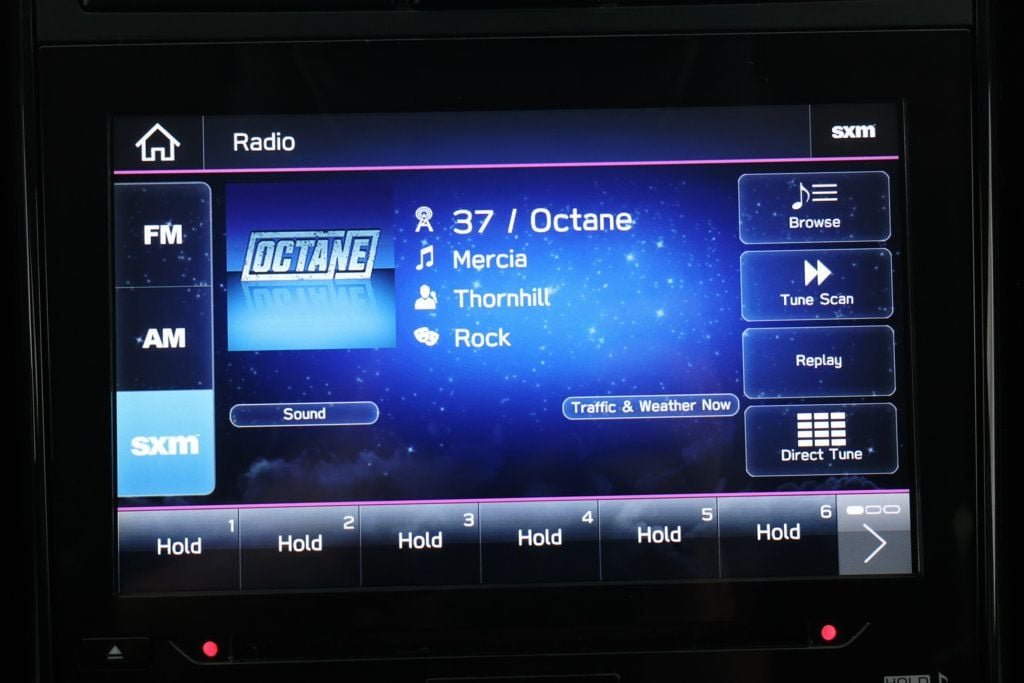 Radio
sxm
FM
AM
sxm
OCTANE
37 / Octane
Mercia
Thornhill
Rock
Sound
Traffic & Weather Now
Browse
Tune Scan
Replay
Direct Tune
1
Hold
2
Hold
3
Hold
4
Hold
5
Hold
6
Hold
HOLD